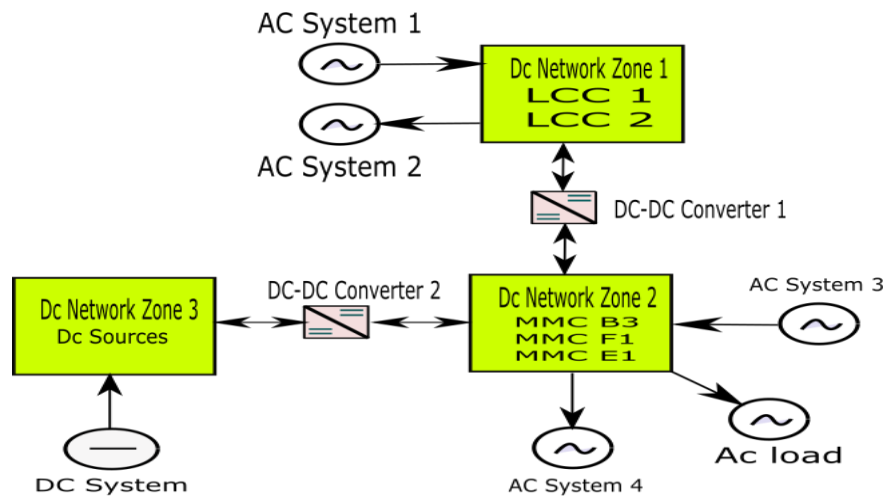 AC System 1
Dc Network Zone 1
LCC 1
LCC 2
AC System 2
DC-DC Converter 1
DC-DC Converter 2
Dc Network Zone 3
Dc Sources
Dc Network Zone 2
MMC B3
MMC F1
MMC E1
AC System 3
DC System
AC System 4
Ac load